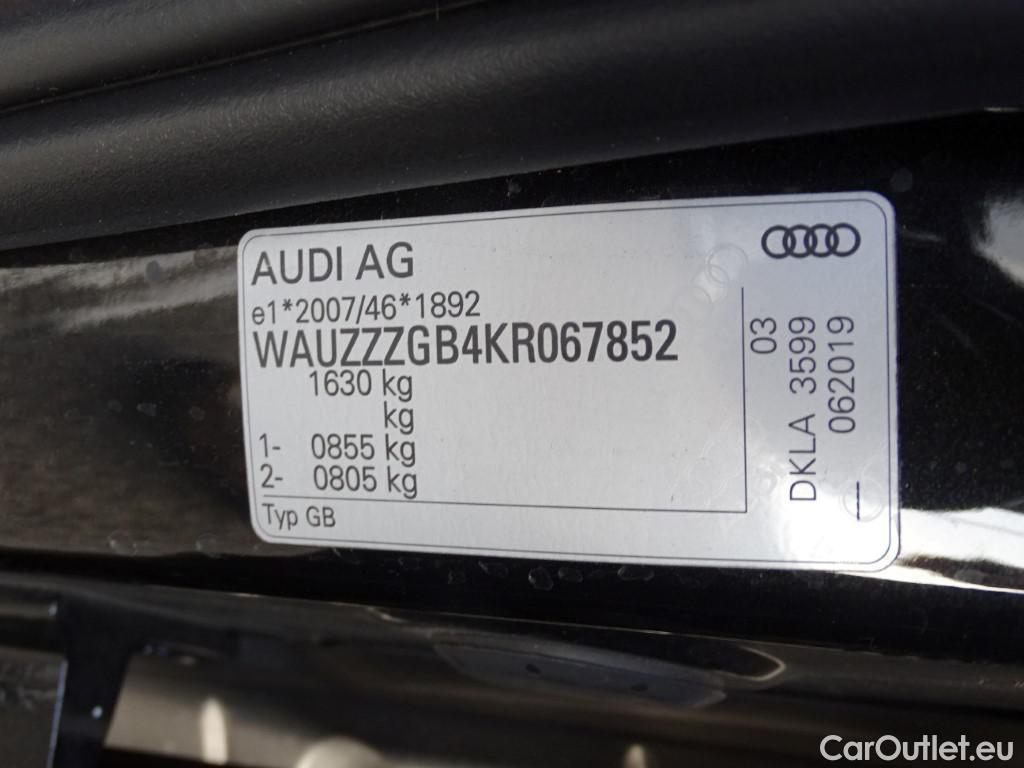 AUDI AG
e1*2007/46*1892
WAUZZZGB4KR067852
1630 kg
kg
1- 0855 kg
2- 0805 kg
Typ GB
03
DKLA 3599
--- 062019
CarOutlet.eu